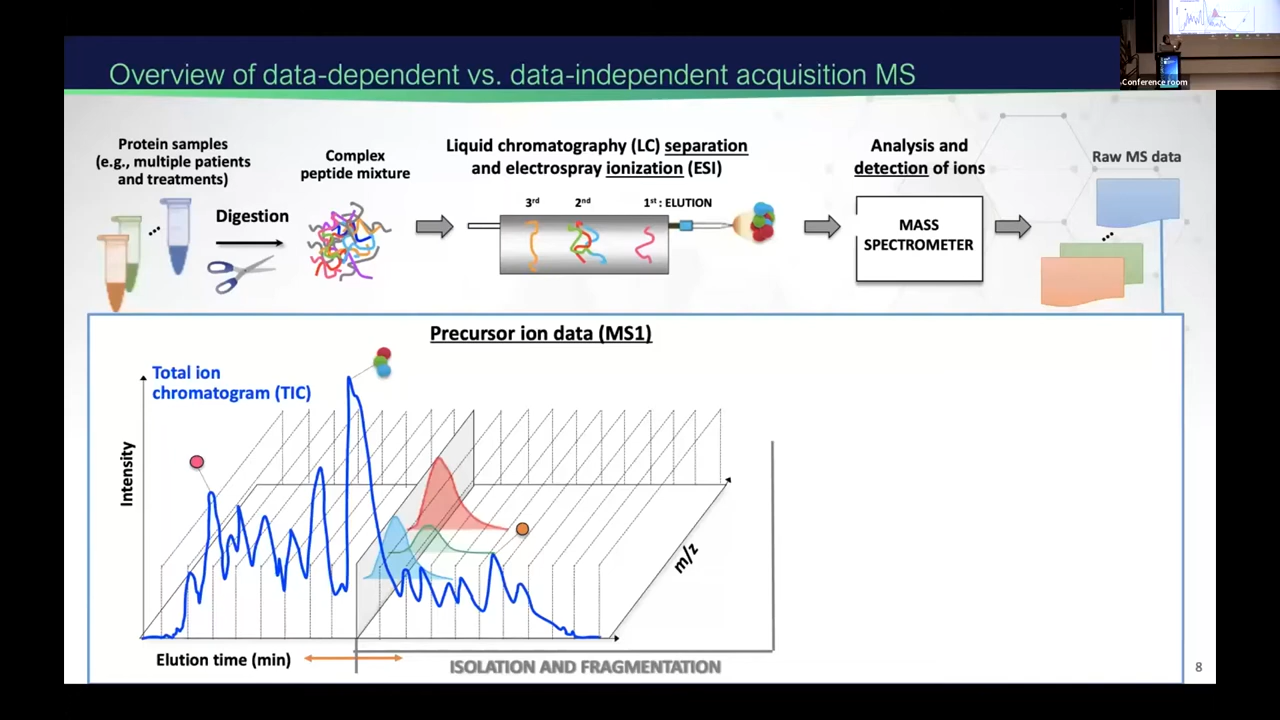 Overview of data-dependent vs. data-independent acquisition MS
Conference room
Protein samples
(e.g., multiple patients
and treatments)
Digestion
Complex
peptide mixture
Liquid chromatography (LC) separation
and electrospray ionization (ESI)
3rd
2nd
1st : ELUTION
Analysis and
detection of ions
MASS
SPECTROMETER
Raw MS data
Precursor ion data (MS1)
Total ion
chromatogram (TIC)
Intensity
m/z
Elution time (min)
ISOLATION AND FRAGMENTATION
8